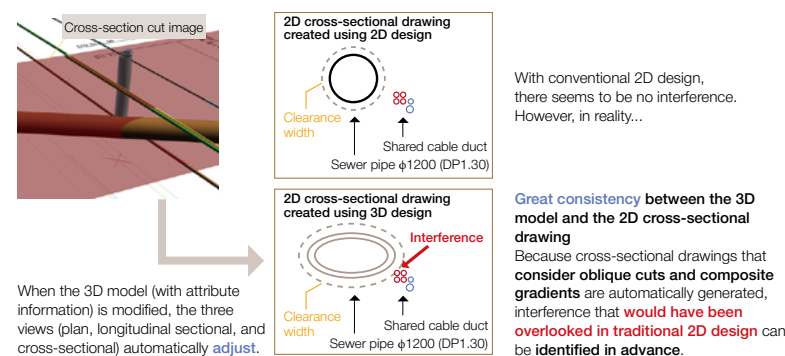 Cross-section cut image
2D cross-sectional drawing
created using 2D design
Clearance
width
Shared cable duct
Sewer pipe ϕ1200 (DP1.30)
With conventional 2D design,
there seems to be no interference.
However, in reality...
2D cross-sectional drawing
created using 3D design
Interference
Clearance
width
Shared cable duct
Sewer pipe ϕ1200 (DP1.30)
When the 3D model (with attribute
information) is modified, the three
views (plan, longitudinal sectional, and
cross-sectional) automatically adjust.
Great consistency between the 3D
model and the 2D cross-sectional
drawing
Because cross-sectional drawings that
consider oblique cuts and composite
gradients are automatically generated,
interference that would have been
overlooked in traditional 2D design can
be identified in advance.